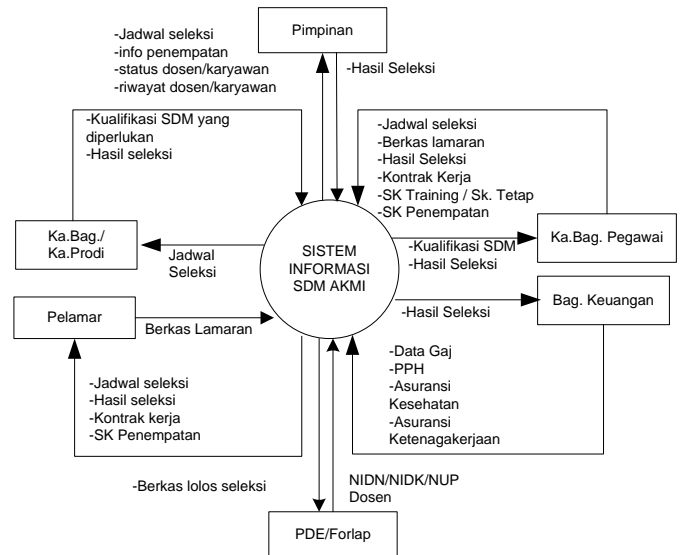 Pimpinan
-Jadwal seleksi
-info penempatan
-status dosen/karyawan
-riwayat dosen/karyawan
-Hasil Seleksi
-Kualifikasi SDM yang
diperlukan
-Hasil seleksi
-Jadwal seleksi
-Berkas lamaran
-Hasil Seleksi
-Kontrak Kerja
-SK Training / Sk. Tetap
-SK Penempatan
Ka.Bag./
Ka.Prodi
Jadwal
Seleksi
SISTEM
INFORMASI
SDM AKMI
-Kualifikasi SDM
-Hasil Seleksi
Ka.Bag. Pegawai
Pelamar
Berkas Lamaran
-Hasil Seleksi
Bag. Keuangan
-Jadwal seleksi
-Hasil seleksi
-Kontrak kerja
-SK Penempatan
-Data Gaj
-PPH
-Asuransi
Kesehatan
-Asuransi
Ketenagakerjaan
-Berkas lolos seleksi
NIDN/NIDK/NUP
Dosen
PDE/Forlap